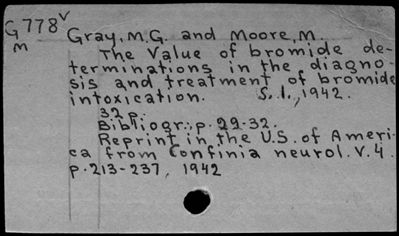 G778v Gray, M.G. and Moore, M.
m
The Value of bromide de-
terminations in the diagno-
sis and treatment of bromide
intoxication. S.l., 1942.
32 p.
Bibliogr.; p. 29-32.
Reprint in the U.S. of Ameri-
ca from Confinia neurol. V. 4.
p. 213-237, 1942